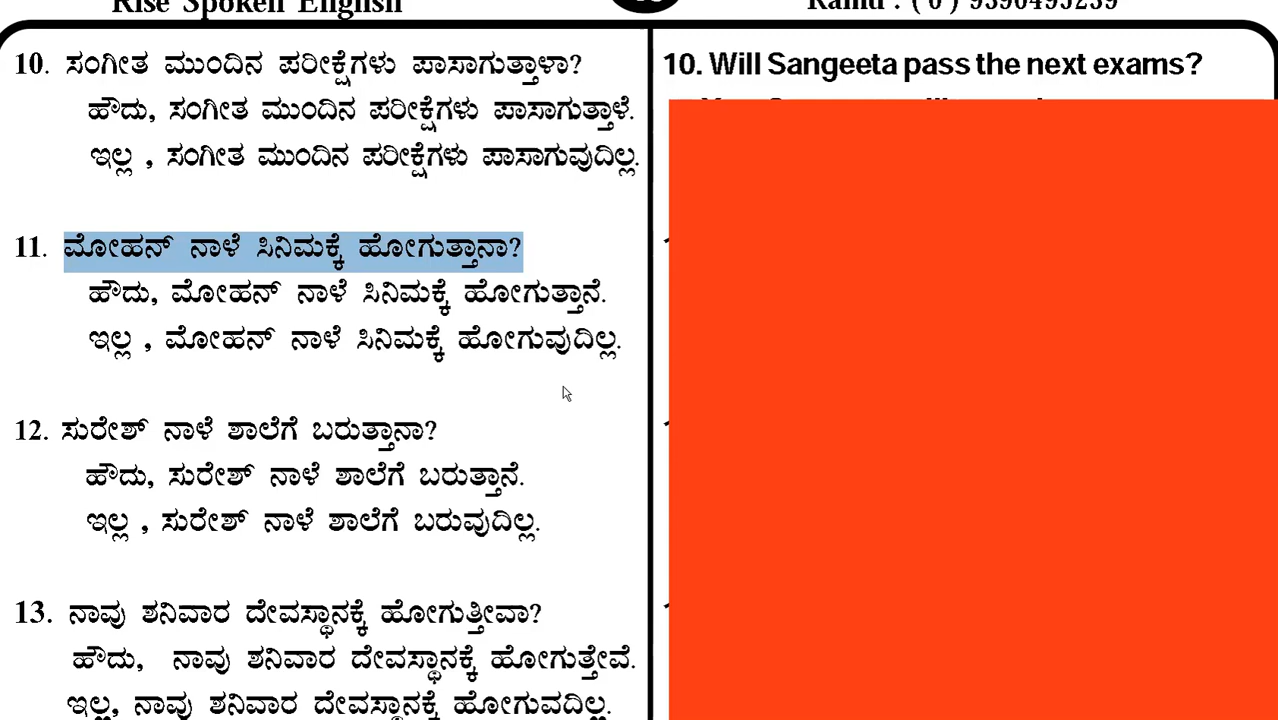 Rise Spoken English
10. ಸಂಗೀತ ಮುಂದಿನ ಪರೀಕ್ಷೆಗಳು ಪಾಸಾಗುತ್ತಾಳಾ?
ಹೌದು, ಸಂಗೀತ ಮುಂದಿನ ಪರೀಕ್ಷೆಗಳು ಪಾಸಾಗುತ್ತಾಳೆ.
ಇಲ್ಲ , ಸಂಗೀತ ಮುಂದಿನ ಪರೀಕ್ಷೆಗಳು ಪಾಸಾಗುವುದಿಲ್ಲ.
11. ಮೋಹನ್ ನಾಳೆ ಸಿನಿಮಕ್ಕೆ ಹೋಗುತ್ತಾನಾ?
ಹೌದು, ಮೋಹನ್ ನಾಳೆ ಸಿನಿಮಕ್ಕೆ ಹೋಗುತ್ತಾನೆ.
ಇಲ್ಲ , ಮೋಹನ್ ನಾಳೆ ಸಿನಿಮಕ್ಕೆ ಹೋಗುವುದಿಲ್ಲ.
12. ಸುರೇಶ್ ನಾಳೆ ಶಾಲೆಗೆ ಬರುತ್ತಾನಾ?
ಹೌದು, ಸುರೇಶ್ ನಾಳೆ ಶಾಲೆಗೆ ಬರುತ್ತಾನೆ.
ಇಲ್ಲ , ಸುರೇಶ್ ನಾಳೆ ಶಾಲೆಗೆ ಬರುವುದಿಲ್ಲ.
13. ನಾವು ಶನಿವಾರ ದೇವಸ್ಥಾನಕ್ಕೆ ಹೋಗುತ್ತೀವಾ?
ಹೌದು, ನಾವು ಶನಿವಾರ ದೇವಸ್ಥಾನಕ್ಕೆ ಹೋಗುತ್ತೇವೆ.
ಇಲ್ಲ, ನಾವು ಶನಿವಾರ ದೇವಸ್ಥಾನಕ್ಕೆ ಹೋಗುವದಿಲ್ಲ.
10. Will Sangeeta pass the next exams?